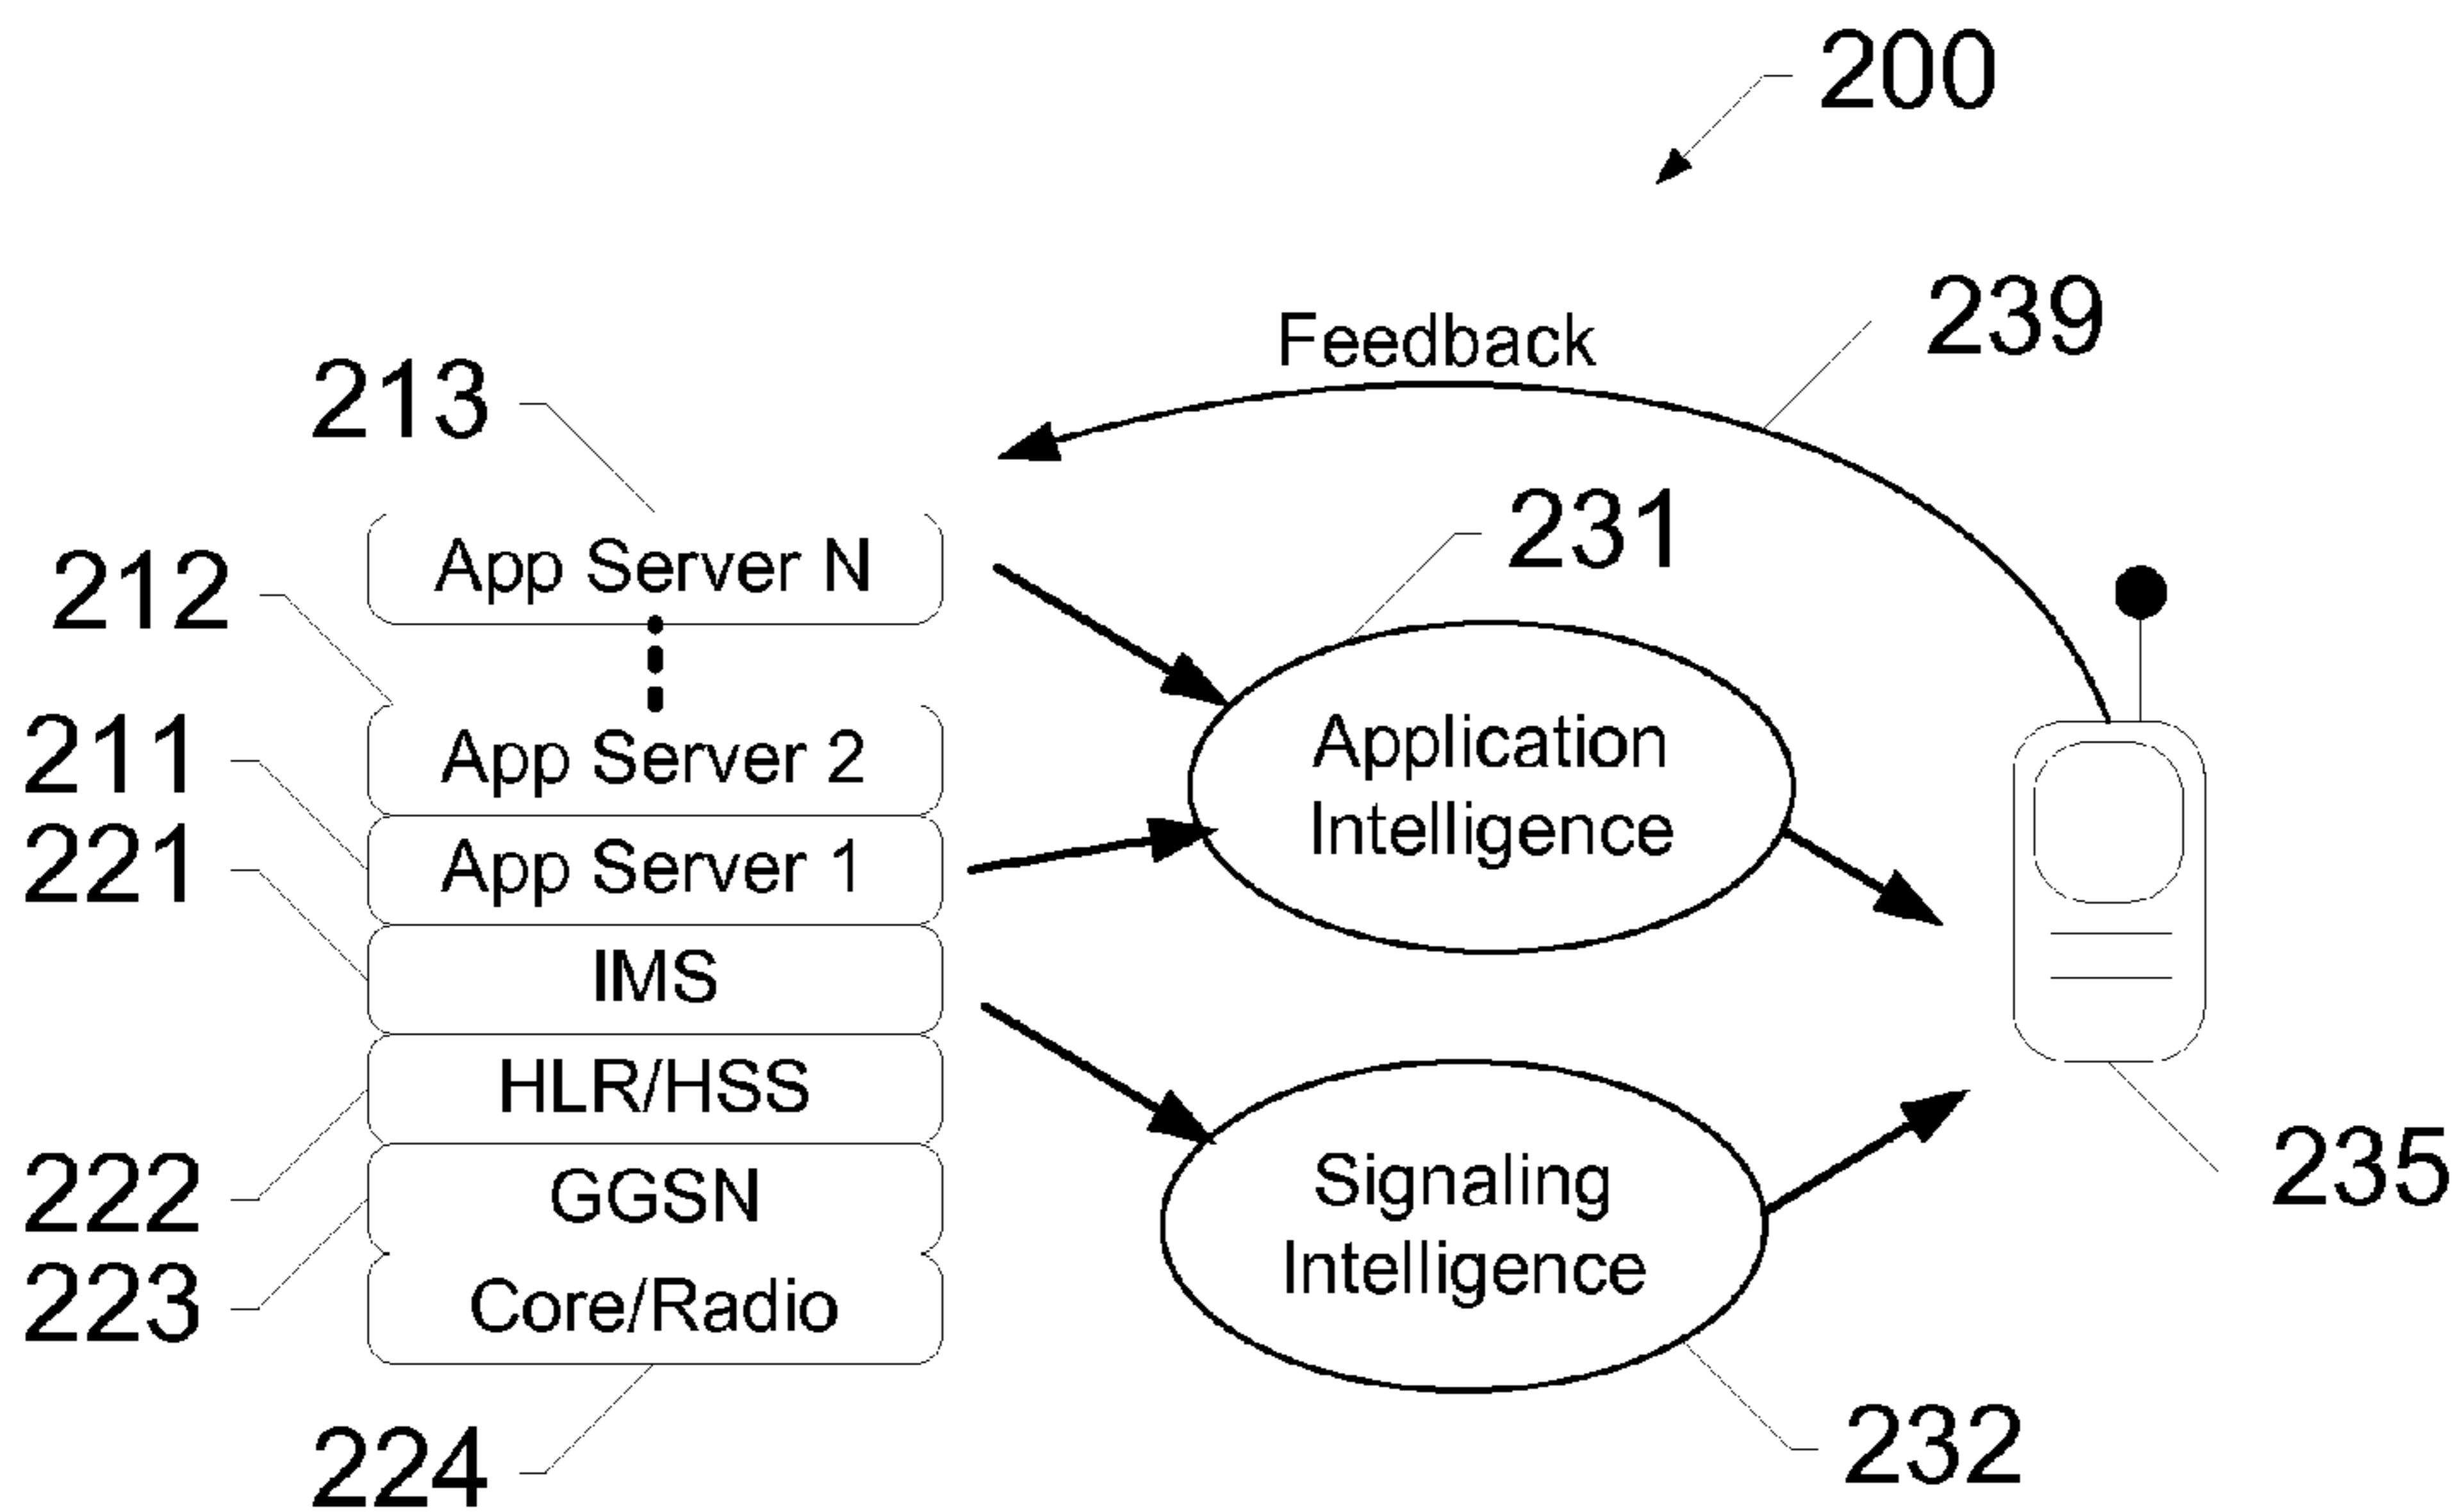 200
239
Feedback
213
231
App Server N
212
Application
Intelligence
211
App Server 2
221
App Server 1
IMS
HLR/HSS
222
GGSN
Signaling
Intelligence
235
223
Core/Radio
224
232